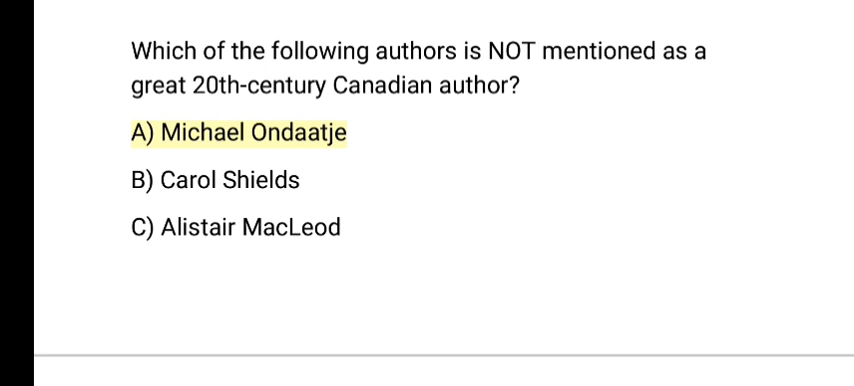 Which of the following authors is NOT mentioned as a
great 20th-century Canadian author?
A) Michael Ondaatje
B) Carol Shields
C) Alistair MacLeod